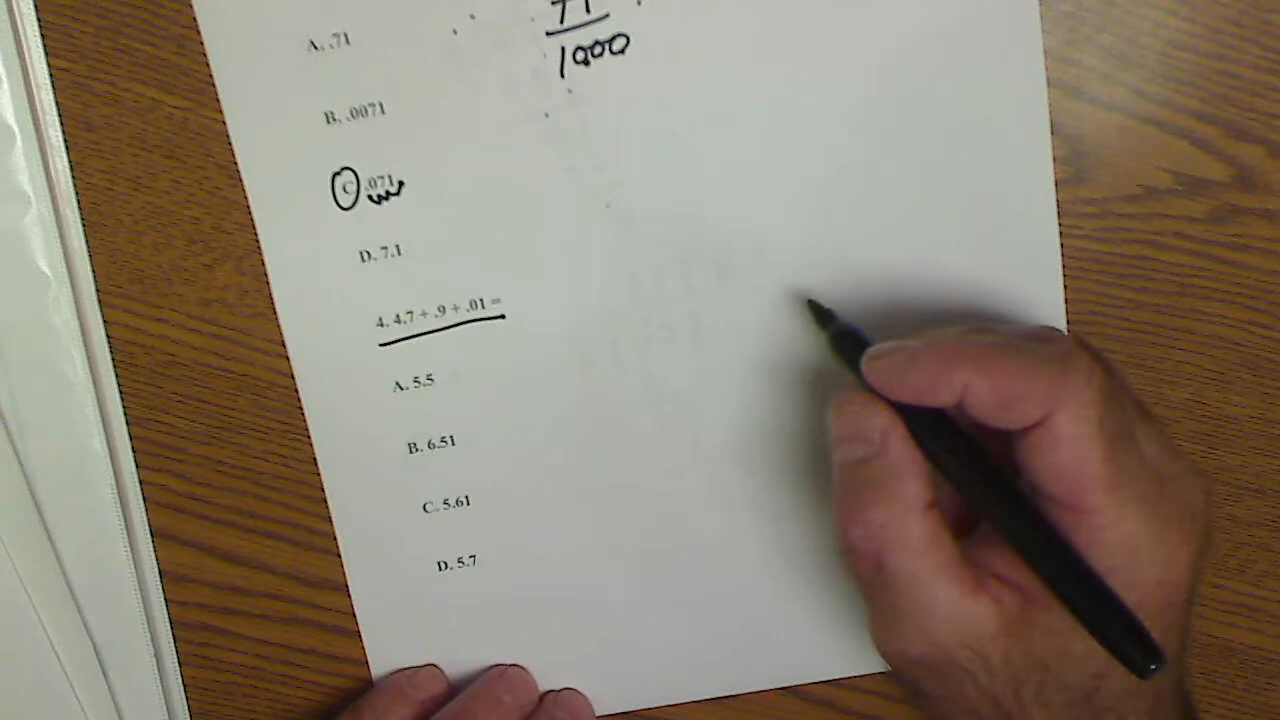 A. .71
71
1000
B. .0071
C .071
D. 7.1
4. 4.7 + .9 + .01 =
A. 5.5
B. 6.51
C. 5.61
D. 5.7